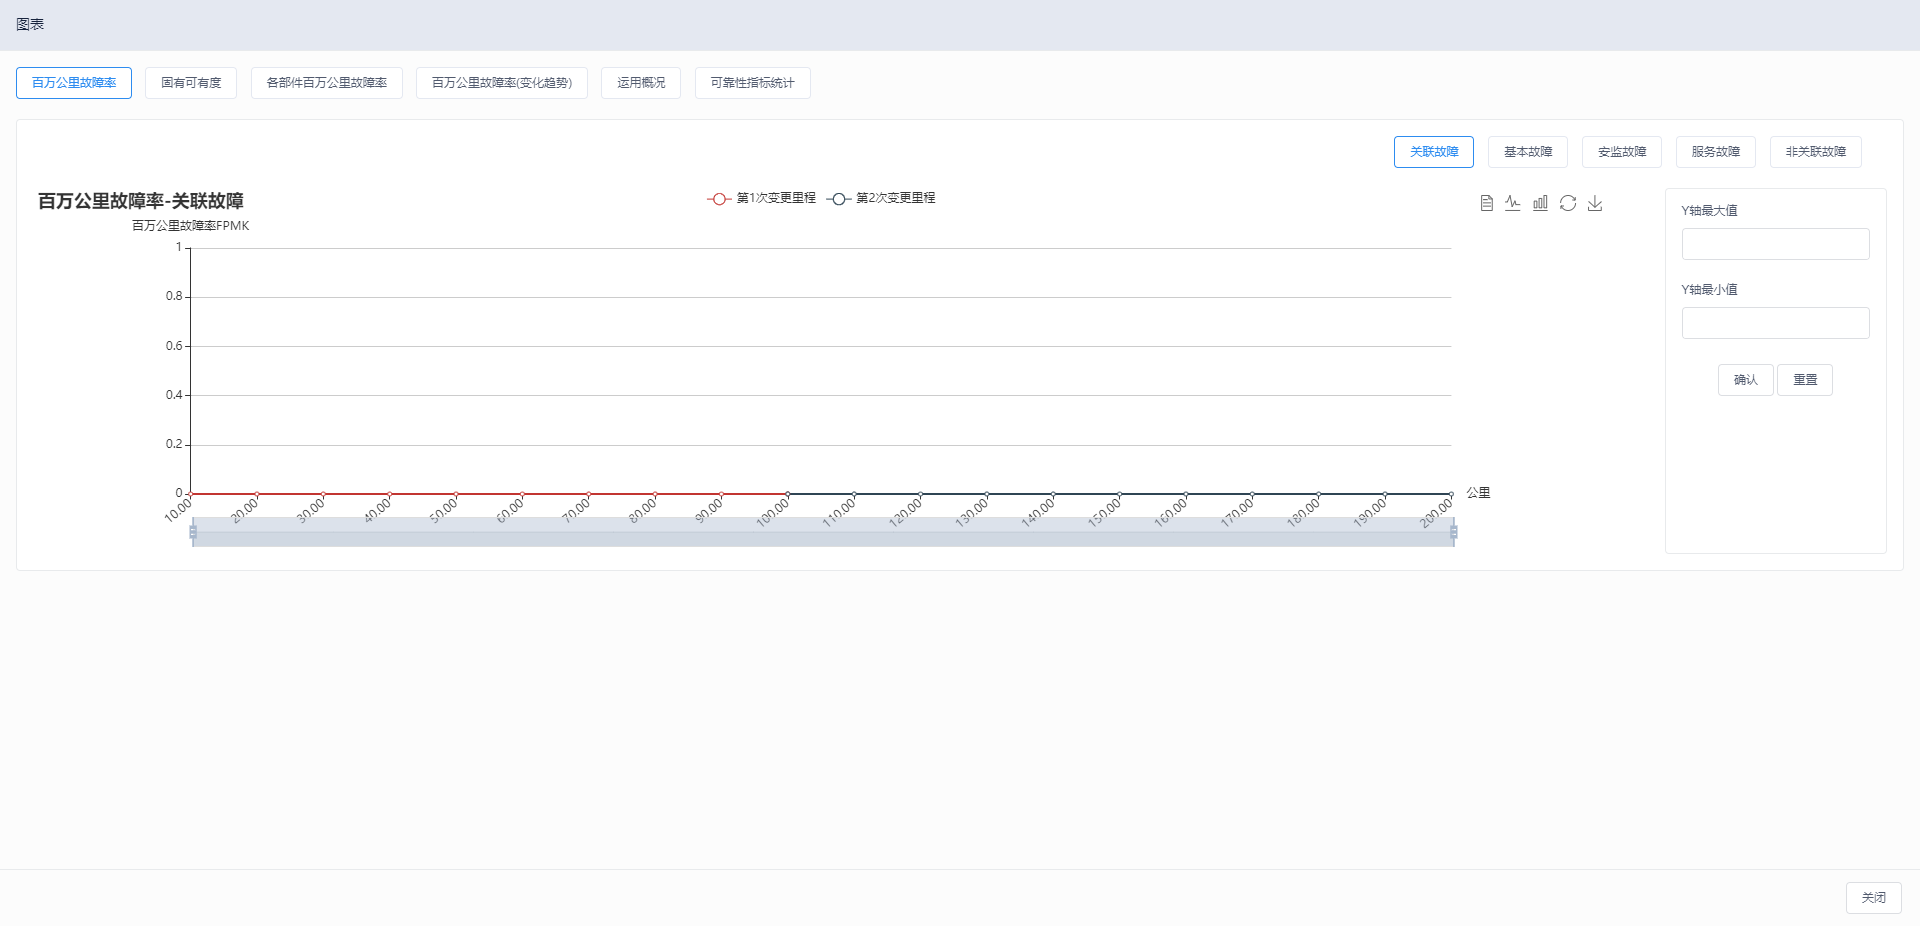 图表
百万公里故障率 固有可有度 各部件百万公里故障率 百万公里故障率(变化趋势) 运用概况 可靠性指标统计
关联故障 基本故障 安监故障 服务故障 非关联故障
百万公里故障率-关联故障
第1次变更里程 第2次变更里程
百万公里故障率FPMK
1
0.8
0.6
0.4
0.2
0
10.00 20.00 30.00 40.00 50.00 60.00 70.00 80.00 90.00 100.00 110.00 120.00 130.00 140.00 150.00 160.00 170.00 180.00 190.00 200.00
公里
Y轴最大值
Y轴最小值
确认 重置
关闭